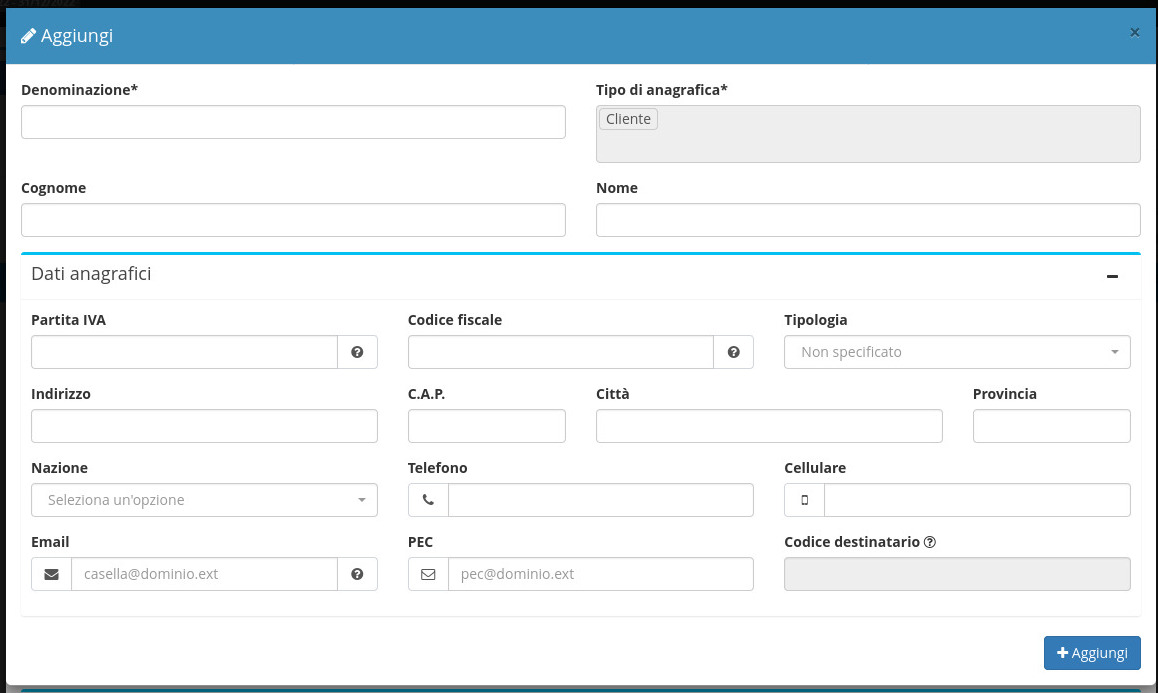 Aggiungi
×
Denominazione*
Tipo di anagrafica*
Cliente
Cognome
Nome
Dati anagrafici
Partita IVA
Codice fiscale
Tipologia
Non specificato
Indirizzo
C.A.P.
Città
Provincia
Nazione
Telefono
Cellulare
Seleziona un'opzione
Email
PEC
Codice destinatario
casella@dominio.ext
pec@dominio.ext
Aggiungi